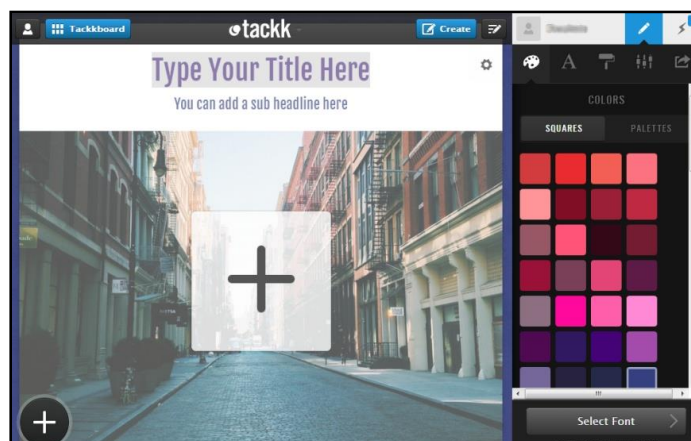 Tackkboard
tackk
Create
Type Your Title Here
You can add a sub headline here
A
COLORS
SQUARES
PALETTES
Select Font